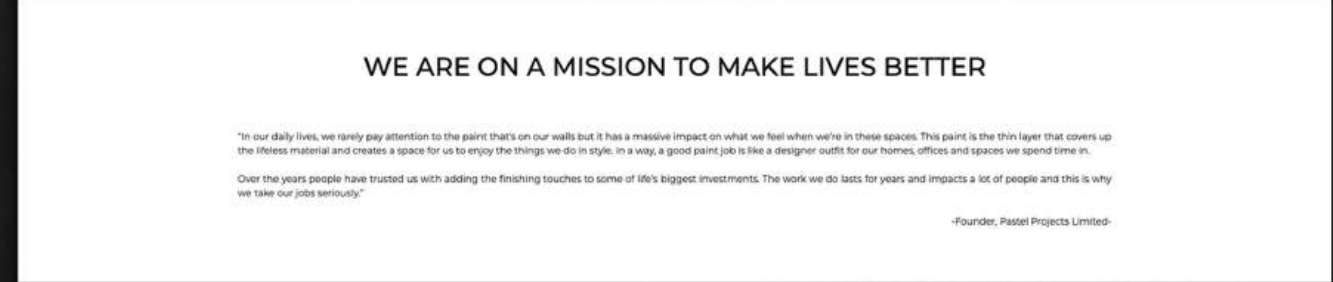 WE ARE ON A MISSION TO MAKE LIVES BETTER
"In our daily lives, we rarely pay attention to the paint that's on our walls but it has a massive impact on what we feel when we're in these spaces. This paint is the thin layer that covers up
the lifeless material and creates a space for us to enjoy the things we do in style. In a way, a good paint job is like a designer outfit for our homes, offices and spaces we spend time in.
Over the years people have trusted us with adding the finishing touches to some of life's biggest investments. The work we do lasts for years and impacts a lot of people and this is why
we take our jobs seriously."
-Founder, Pastel Projects Limited-